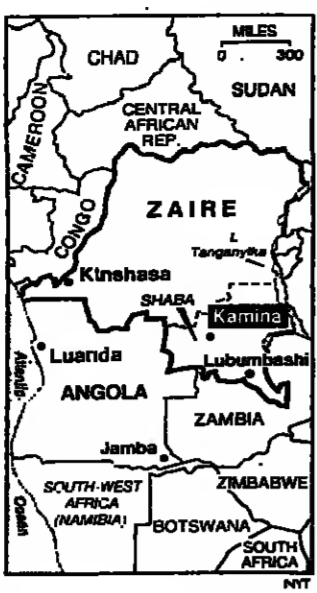 MILES
0 300
CHAD
SUDAN
CAMEROON
CENTRAL
AFRICAN
REP.
CONGO
ZAIRE
L
Tanganyika
Kinshasa
SHABA
Kamina
Luanda
Lubumbashi
Atlantic
ANGOLA
ZAMBIA
Jamba
SOUTH-WEST
AFRICA
(NAMIBIA)
ZIMBABWE
Ocean
BOTSWANA
SOUTH
AFRICA
NYT